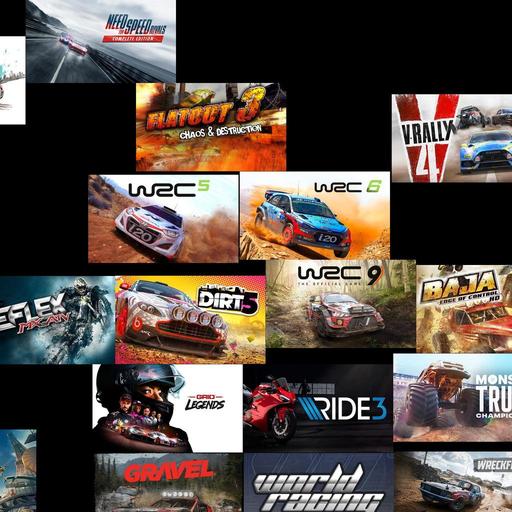 NEED FOR SPEED RIVALS
COMPLETE EDITION
FLATOUT 3
CHAOS & DESTRUCTION
V-RALLY
4
WRC 5
i20
WRC 6
i20
WRC 9
THE OFFICIAL GAME
EFLEX
MX
DIRT 5
BAJA
EDGE OF CONTROL
HD
GRID
LEGENDS
RIDE 3
MONS
TRU
CHAMPIO
GRAVEL
world
racing
WRECKF